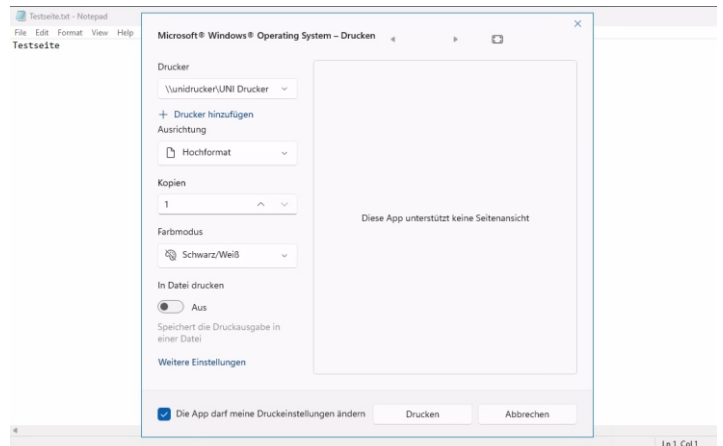 Testseite.txt - Notepad
File Edit Format View Help
Testseite
Microsoft® Windows® Operating System – Drucken
Drucker
\\unidrucker\UNI Drucker
+ Drucker hinzufügen
Ausrichtung
Hochformat
Kopien
1
Farbmodus
Schwarz/Weiß
In Datei drucken
Aus
Speichert die Druckausgabe in
einer Datei
Weitere Einstellungen
Diese App unterstützt keine Seitenansicht
Die App darf meine Druckeinstellungen ändern
Drucken
Abbrechen
Ln 1, Col 1